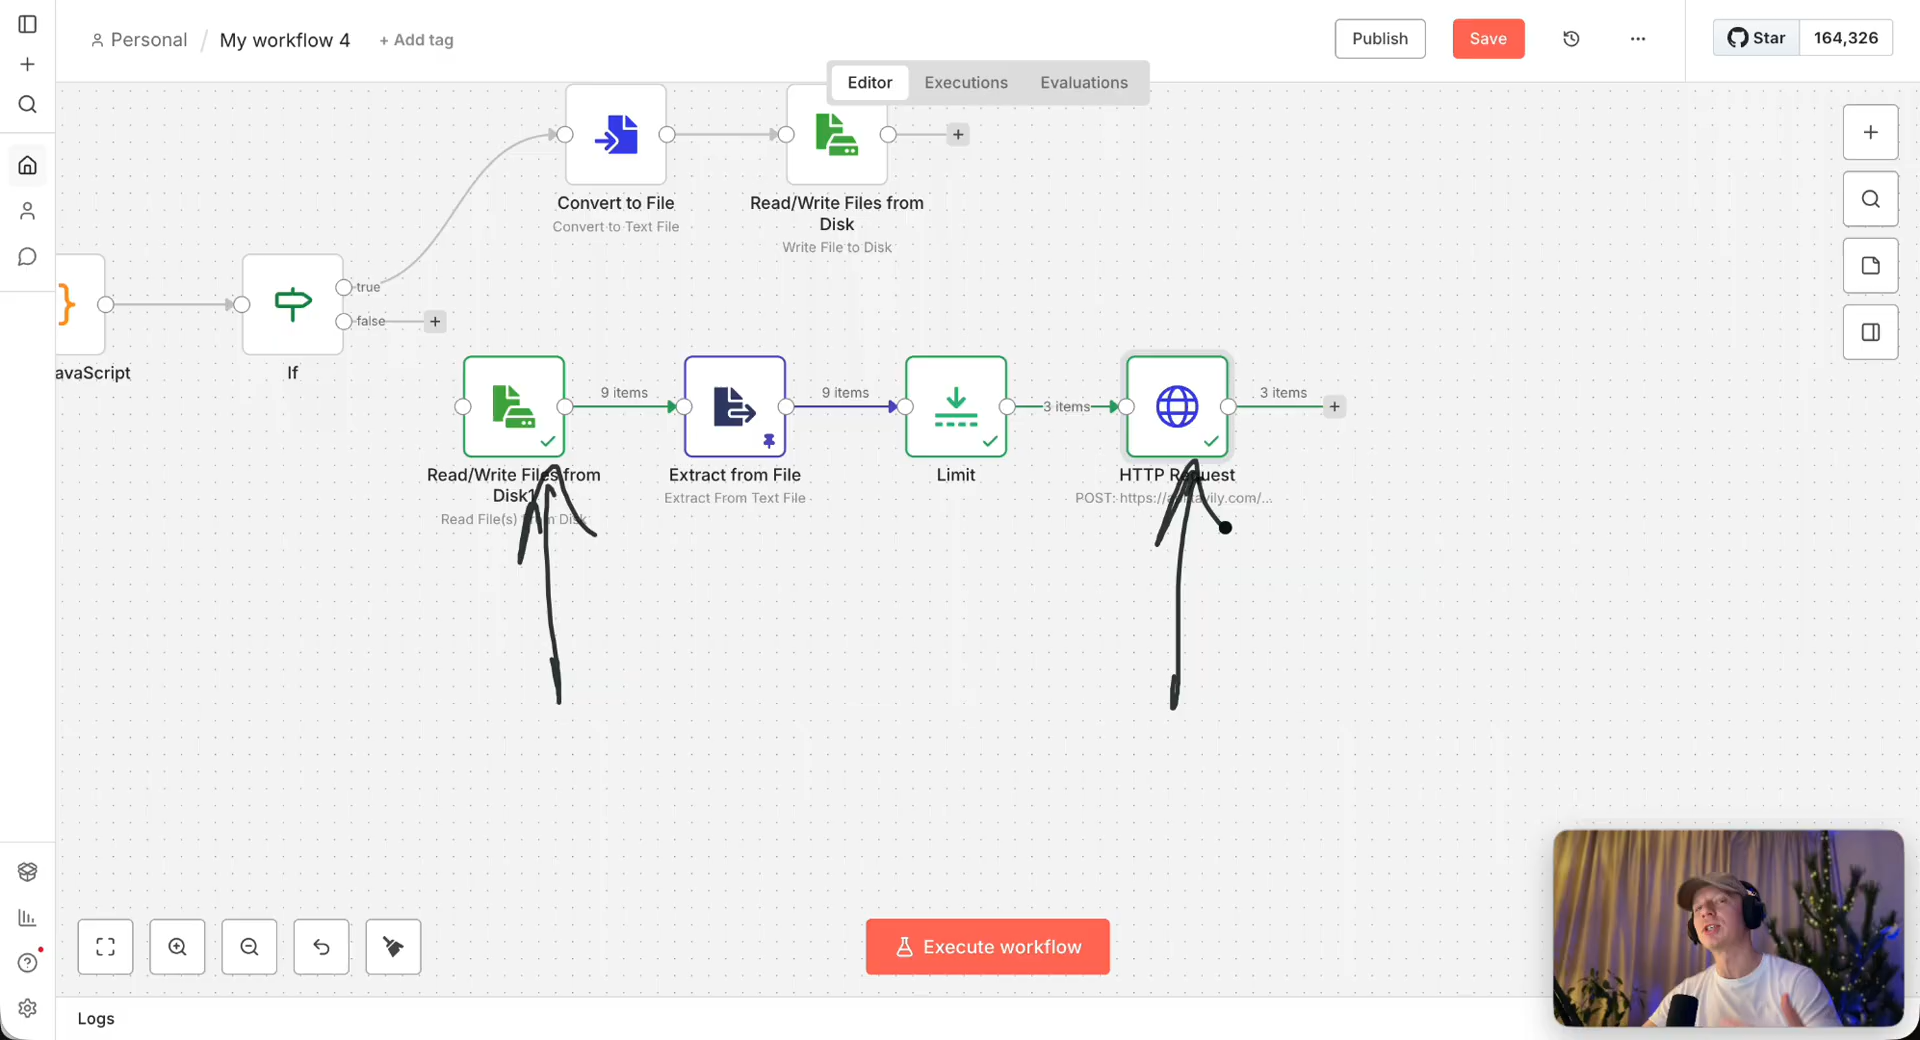 Personal / My workflow 4 + Add tag
Publish
Save
Star 164,326
Editor Executions Evaluations
Convert to File
Convert to Text File
Read/Write Files from
Disk
Write File to Disk
true
false
avaScript
If
9 items
9 items
3 items
3 items
Read/Write Files from
Disk1
Read File(s) from Disk
Extract from File
Extract From Text File
Limit
HTTP Request
POST: https://a tavily.com/...
Execute workflow
Logs